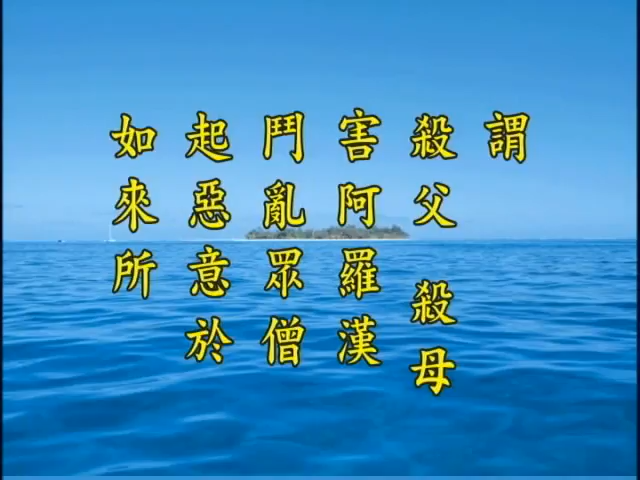 謂
殺父 殺母
害阿羅漢
鬥亂眾僧
起惡意於
如來所